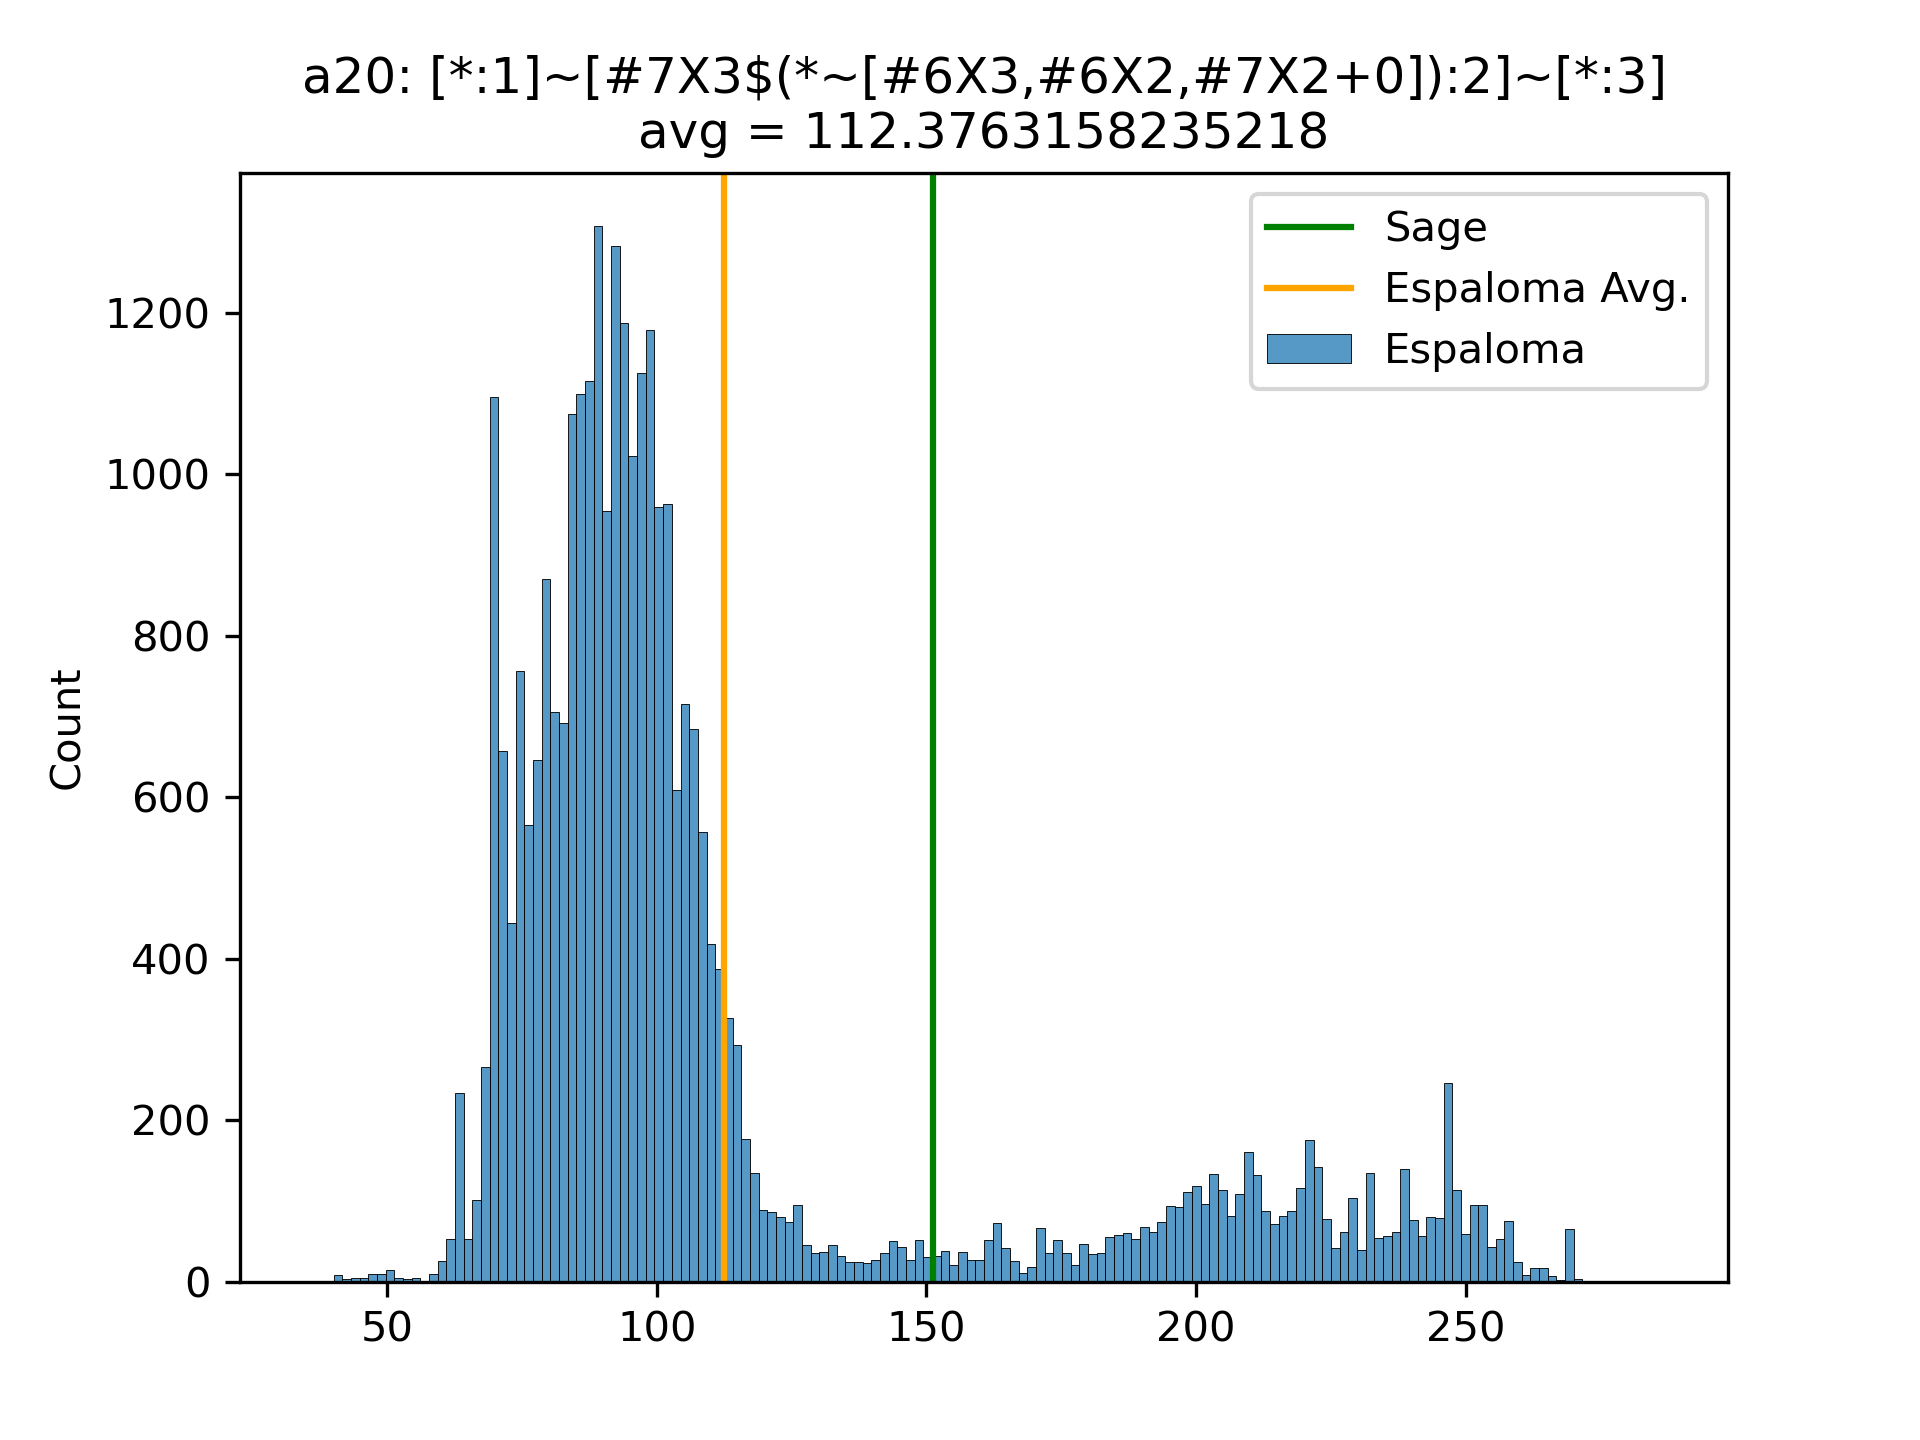 a20: [*:1]~[#7X3$(*~[#6X3,#6X2,#7X2+0]):2]~[*:3]
avg = 112.3763158235218
Sage
Espaloma Avg.
Espaloma
Count
1200
1000
800
600
400
200
0
50 100 150 200 250